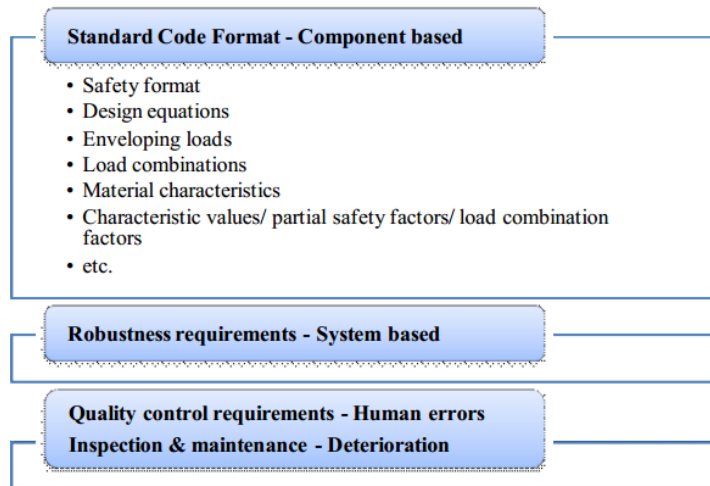 Standard Code Format - Component based
• Safety format
• Design equations
• Enveloping loads
• Load combinations
• Material characteristics
• Characteristic values/ partial safety factors/ load combination
factors
• etc.
Robustness requirements - System based
Quality control requirements - Human errors
Inspection & maintenance - Deterioration